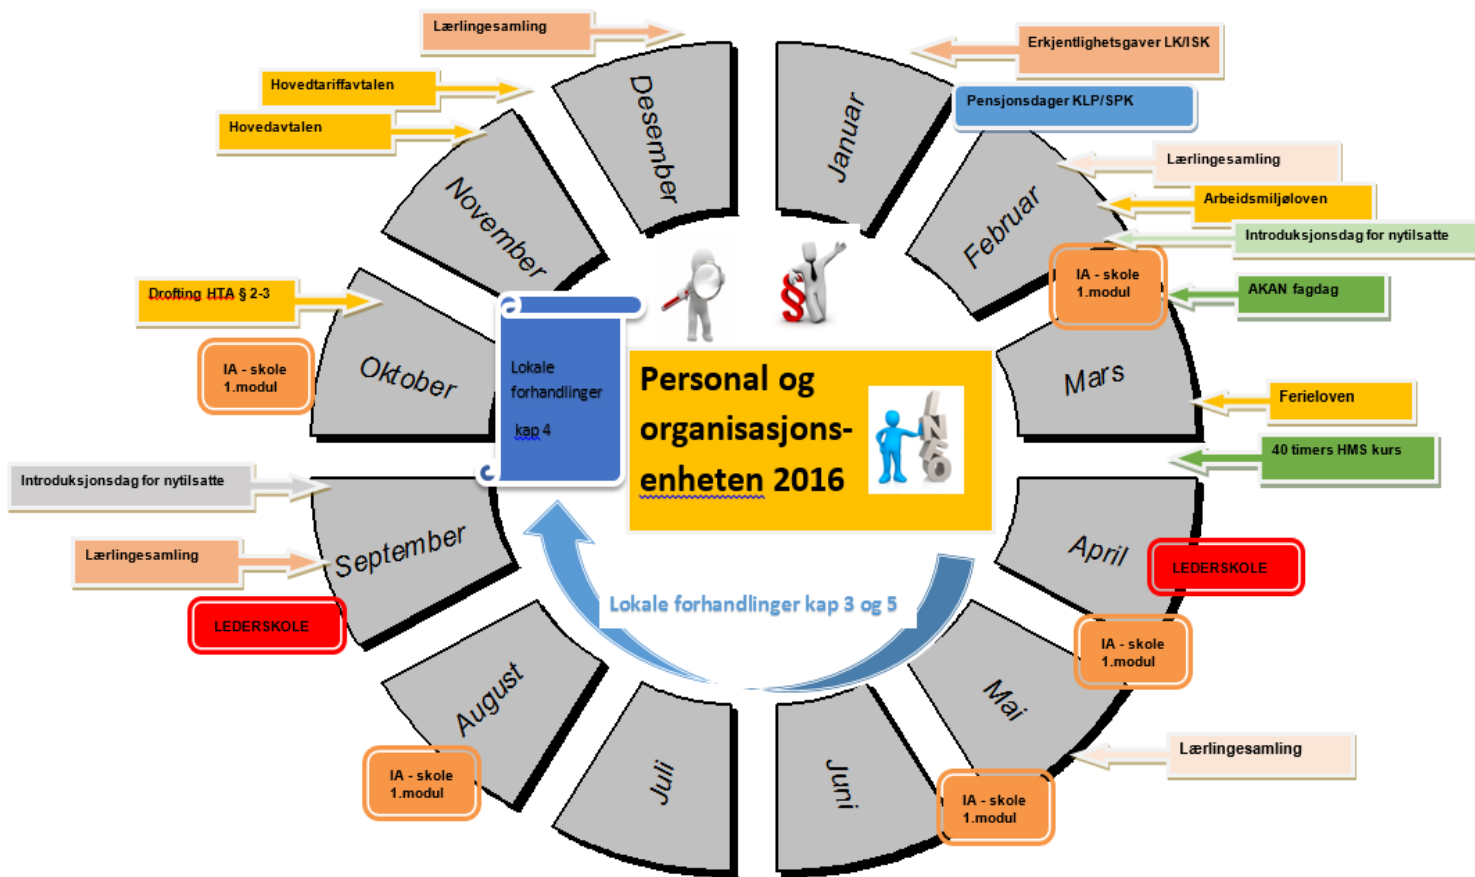 Lærlingesamling
Erkjentlighetsgaver LK/ISK
Hovedtariffavtalen
Pensjonsdager KLP/SPK
Hovedavtalen
Desember
Januar
November
Februar
Lærlingesamling
Arbeidsmiljøloven
Introduksjonsdag for nytilsatte
IA - skole
1.modul
AKAN fagdag
Drofting HTA § 2-3
IA - skole
1.modul
Oktober
Lokale
forhandlinger
kap 4
Personal og
organisasjons-
enheten 2016
INFO
§
Mars
Ferieloven
40 timers HMS kurs
Introduksjonsdag for nytilsatte
September
Lærlingesamling
LEDERSKOLE
April
LEDERSKOLE
Lokale forhandlinger kap 3 og 5
IA - skole
1.modul
August
Mai
Lærlingesamling
IA - skole
1.modul
Juli
Juni
IA - skole
1.modul